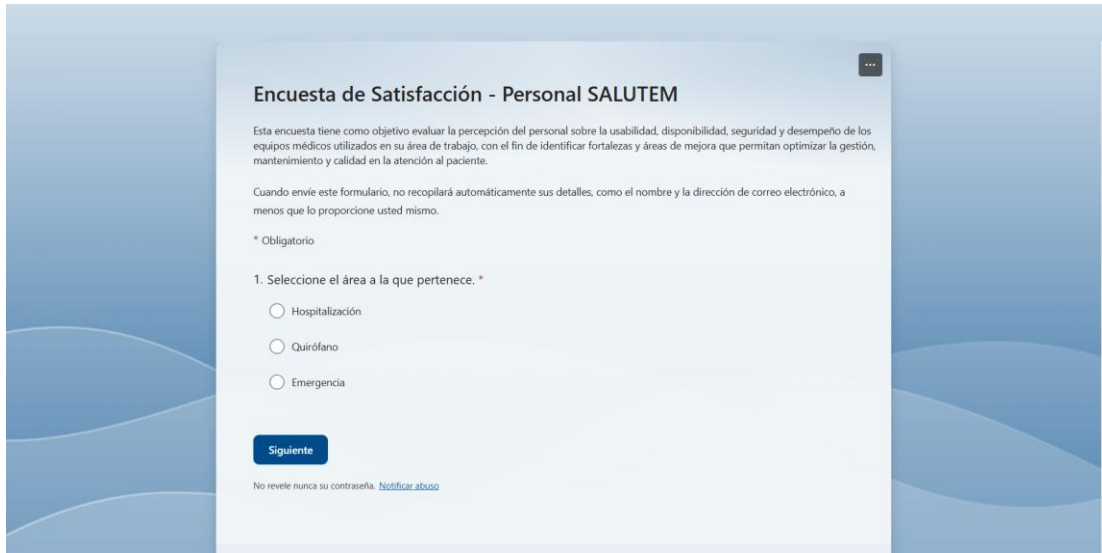 ...
Encuesta de Satisfacción - Personal SALUTEM
Esta encuesta tiene como objetivo evaluar la percepción del personal sobre la usabilidad, disponibilidad, seguridad y desempeño de los
equipos médicos utilizados en su área de trabajo, con el fin de identificar fortalezas y áreas de mejora que permitan optimizar la gestión,
mantenimiento y calidad en la atención al paciente.
Cuando envíe este formulario, no recopilará automáticamente sus detalles, como el nombre y la dirección de correo electrónico, a
menos que lo proporcione usted mismo.
* Obligatorio
1. Seleccione el área a la que pertenece. *
Hospitalización
Quirófano
Emergencia
Siguiente
No revele nunca su contraseña. Notificar abuso